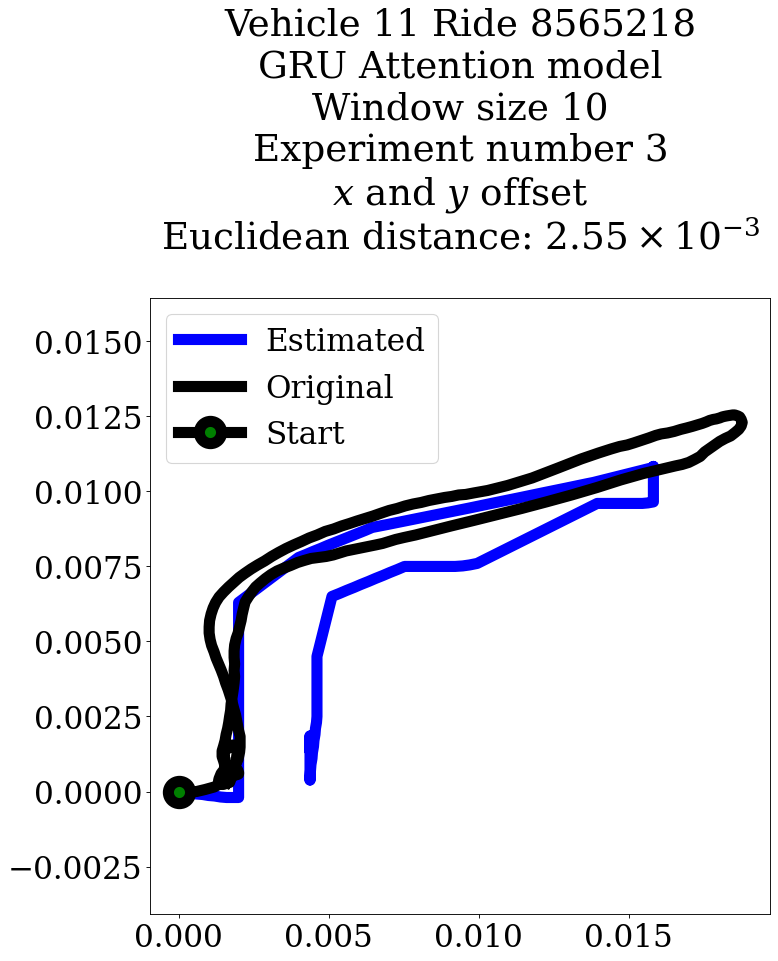 Vehicle 11 Ride 8565218
GRU Attention model
Window size 10
Experiment number 3
x and y offset
Euclidean distance: 2.55 × 10⁻³
Estimated
Original
Start
0.0150
0.0125
0.0100
0.0075
0.0050
0.0025
0.0000
−0.0025
0.000 0.005 0.010 0.015